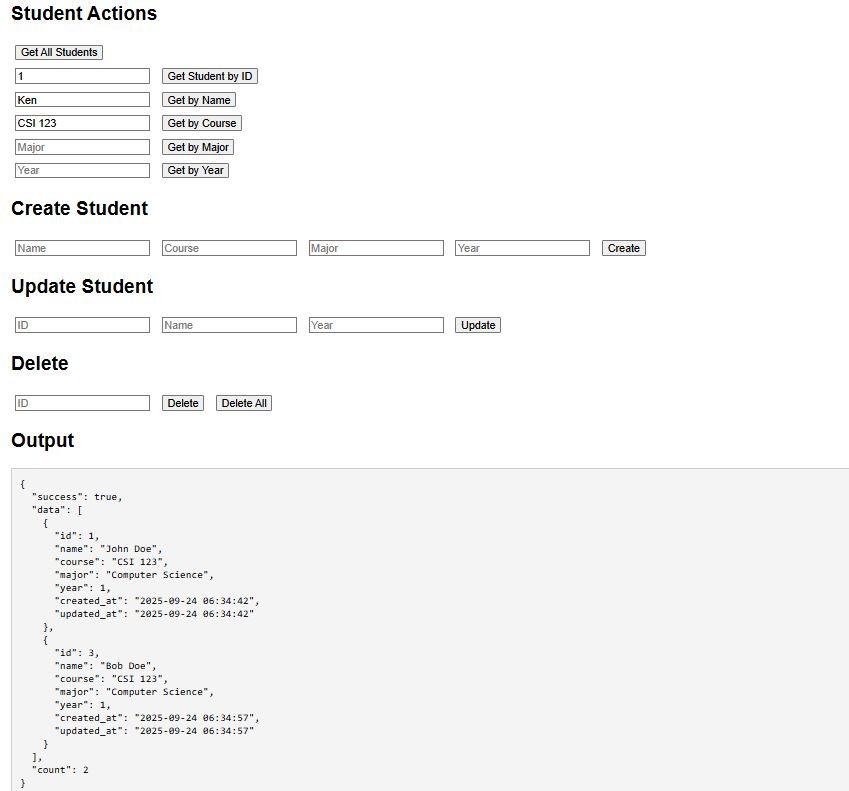 Student Actions
Get All Students
1 Get Student by ID
Ken Get by Name
CSI 123 Get by Course
Major Get by Major
Year Get by Year
Create Student
Name Course Major Year Create
Update Student
ID Name Year Update
Delete
ID Delete Delete All
Output
{
  "success": true,
  "data": [
    {
      "id": 1,
      "name": "John Doe",
      "course": "CSI 123",
      "major": "Computer Science",
      "year": 1,
      "created_at": "2025-09-24 06:34:42",
      "updated_at": "2025-09-24 06:34:42"
    },
    {
      "id": 3,
      "name": "Bob Doe",
      "course": "CSI 123",
      "major": "Computer Science",
      "year": 1,
      "created_at": "2025-09-24 06:34:57",
      "updated_at": "2025-09-24 06:34:57"
    }
  ],
  "count": 2
}